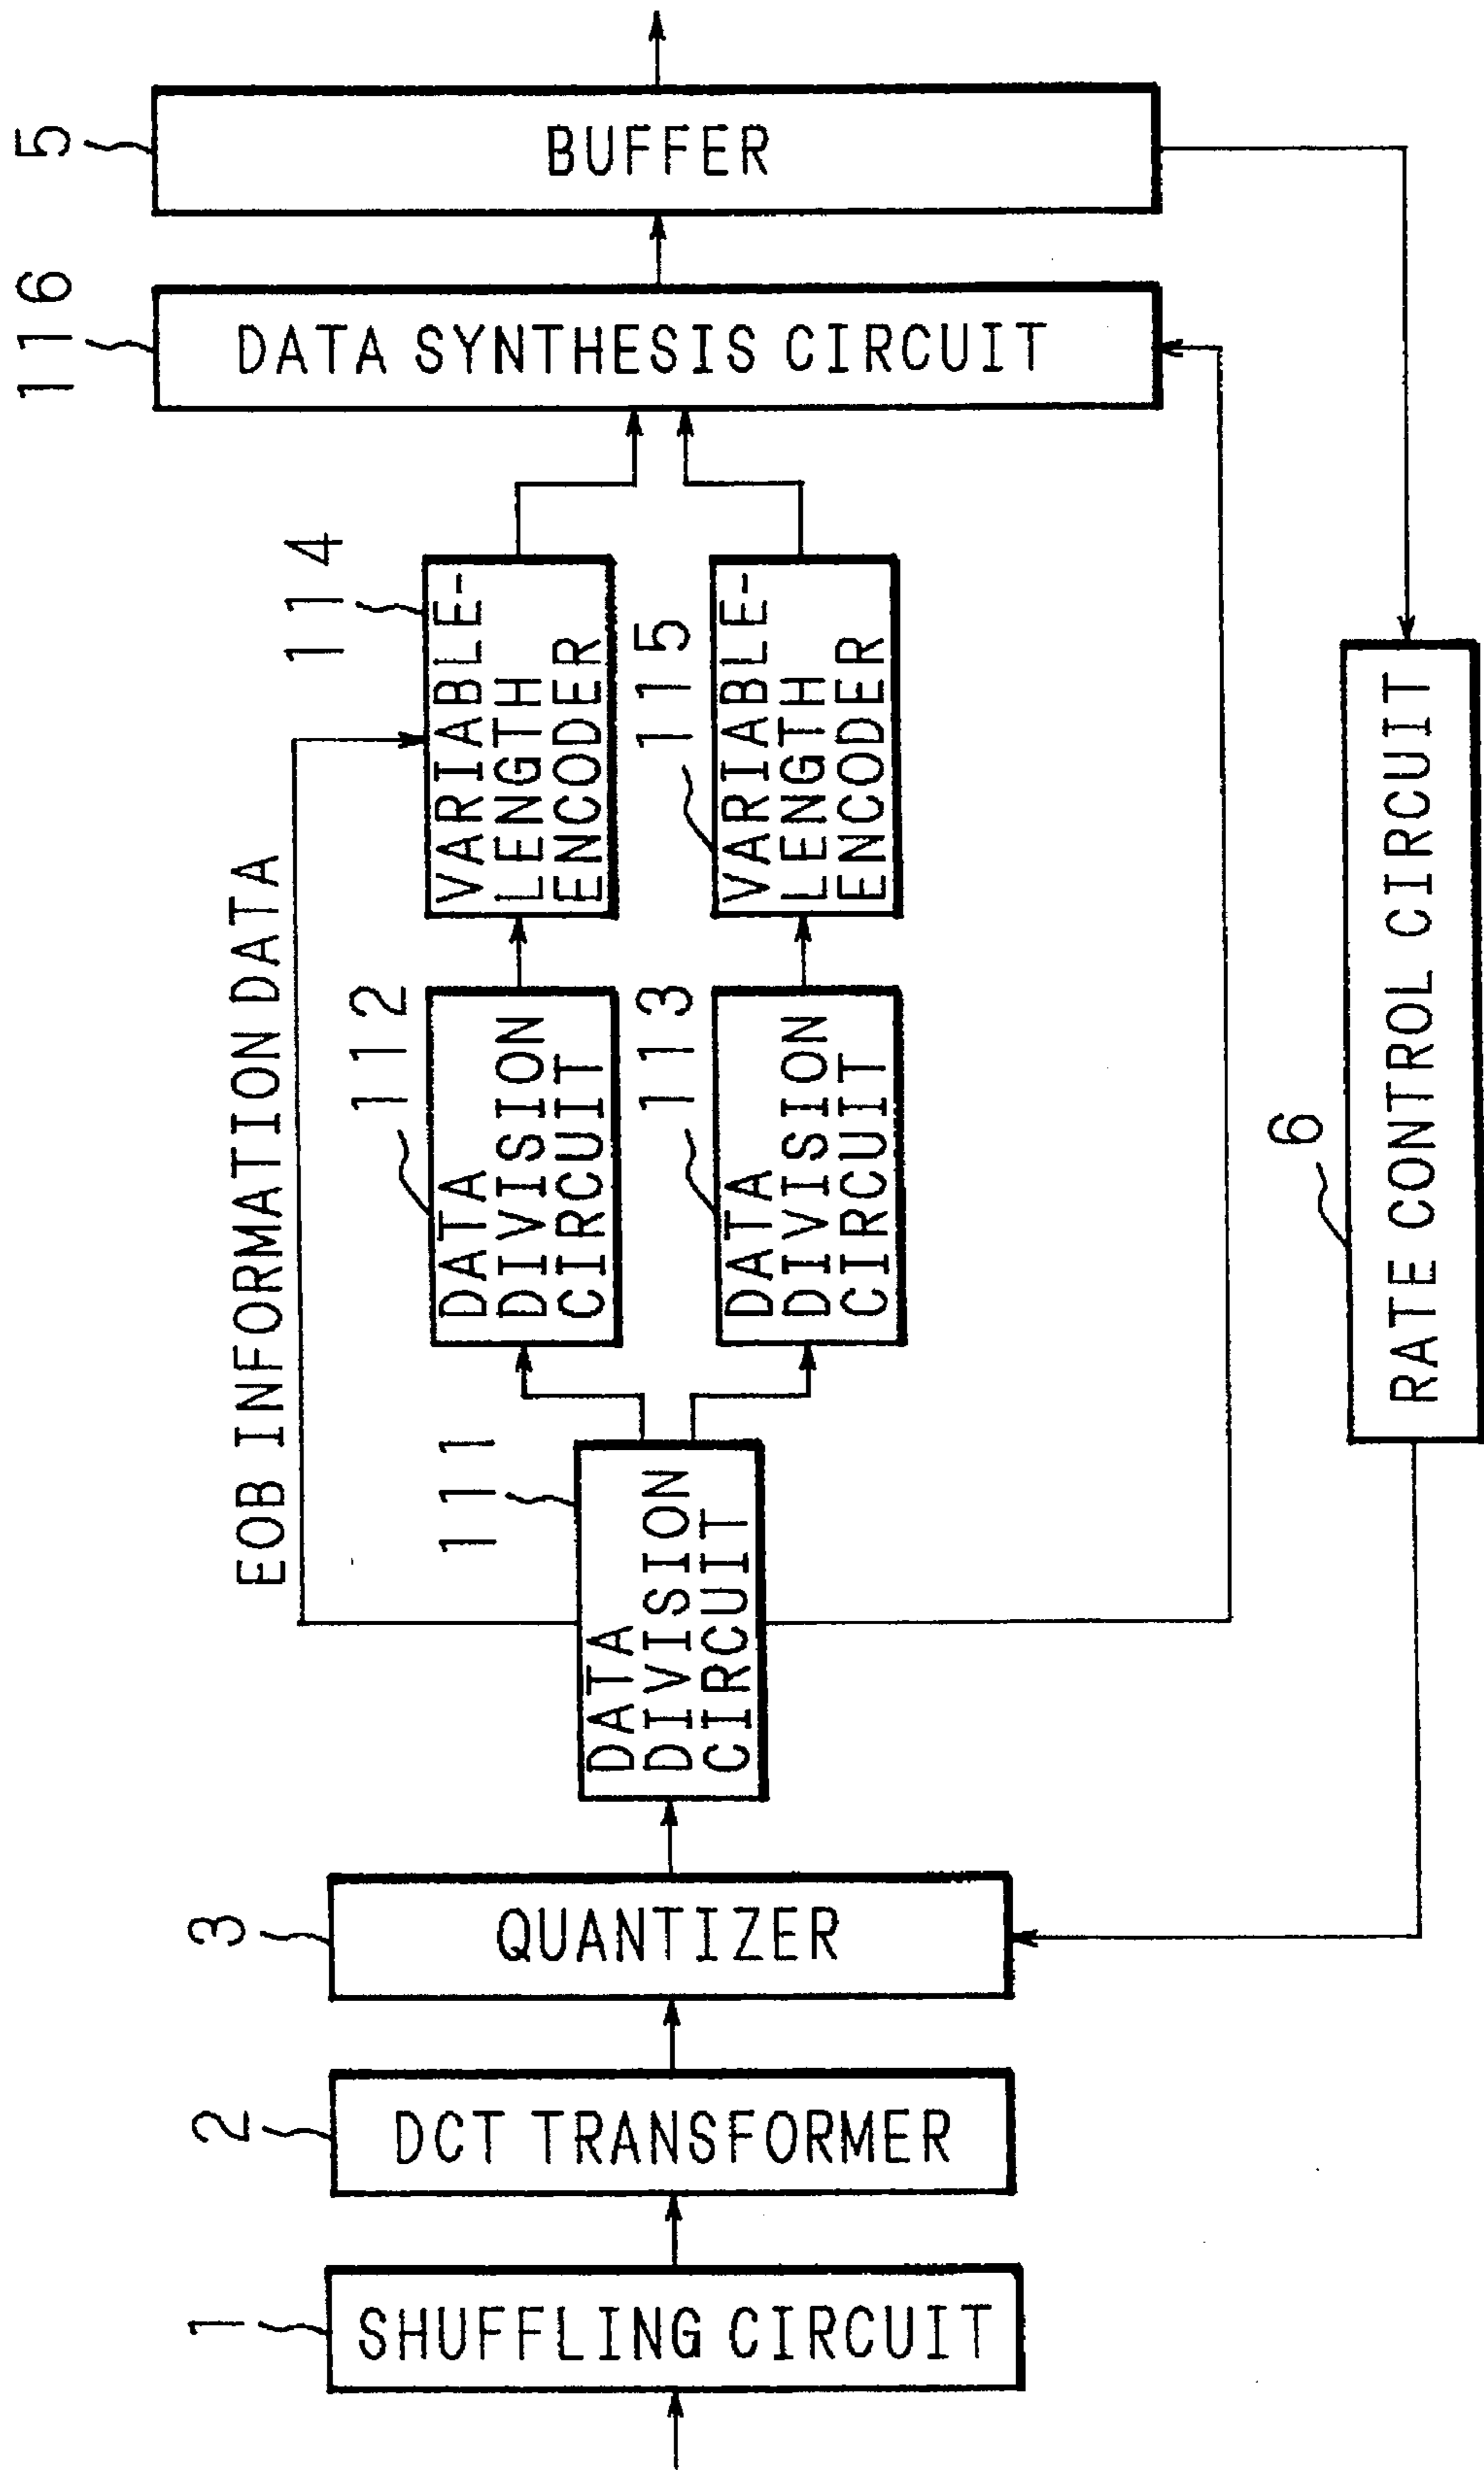 1
SHUFFLING CIRCUIT
2
DCT TRANSFORMER
3
QUANTIZER
111
DATA
DIVISION
CIRCUIT
EOB INFORMATION DATA
112
DATA
DIVISION
CIRCUIT
113
DATA
DIVISION
CIRCUIT
114
VARIABLE-
LENGTH
ENCODER
115
VARIABLE-
LENGTH
ENCODER
116
DATA SYNTHESIS CIRCUIT
5
BUFFER
6
RATE CONTROL CIRCUIT